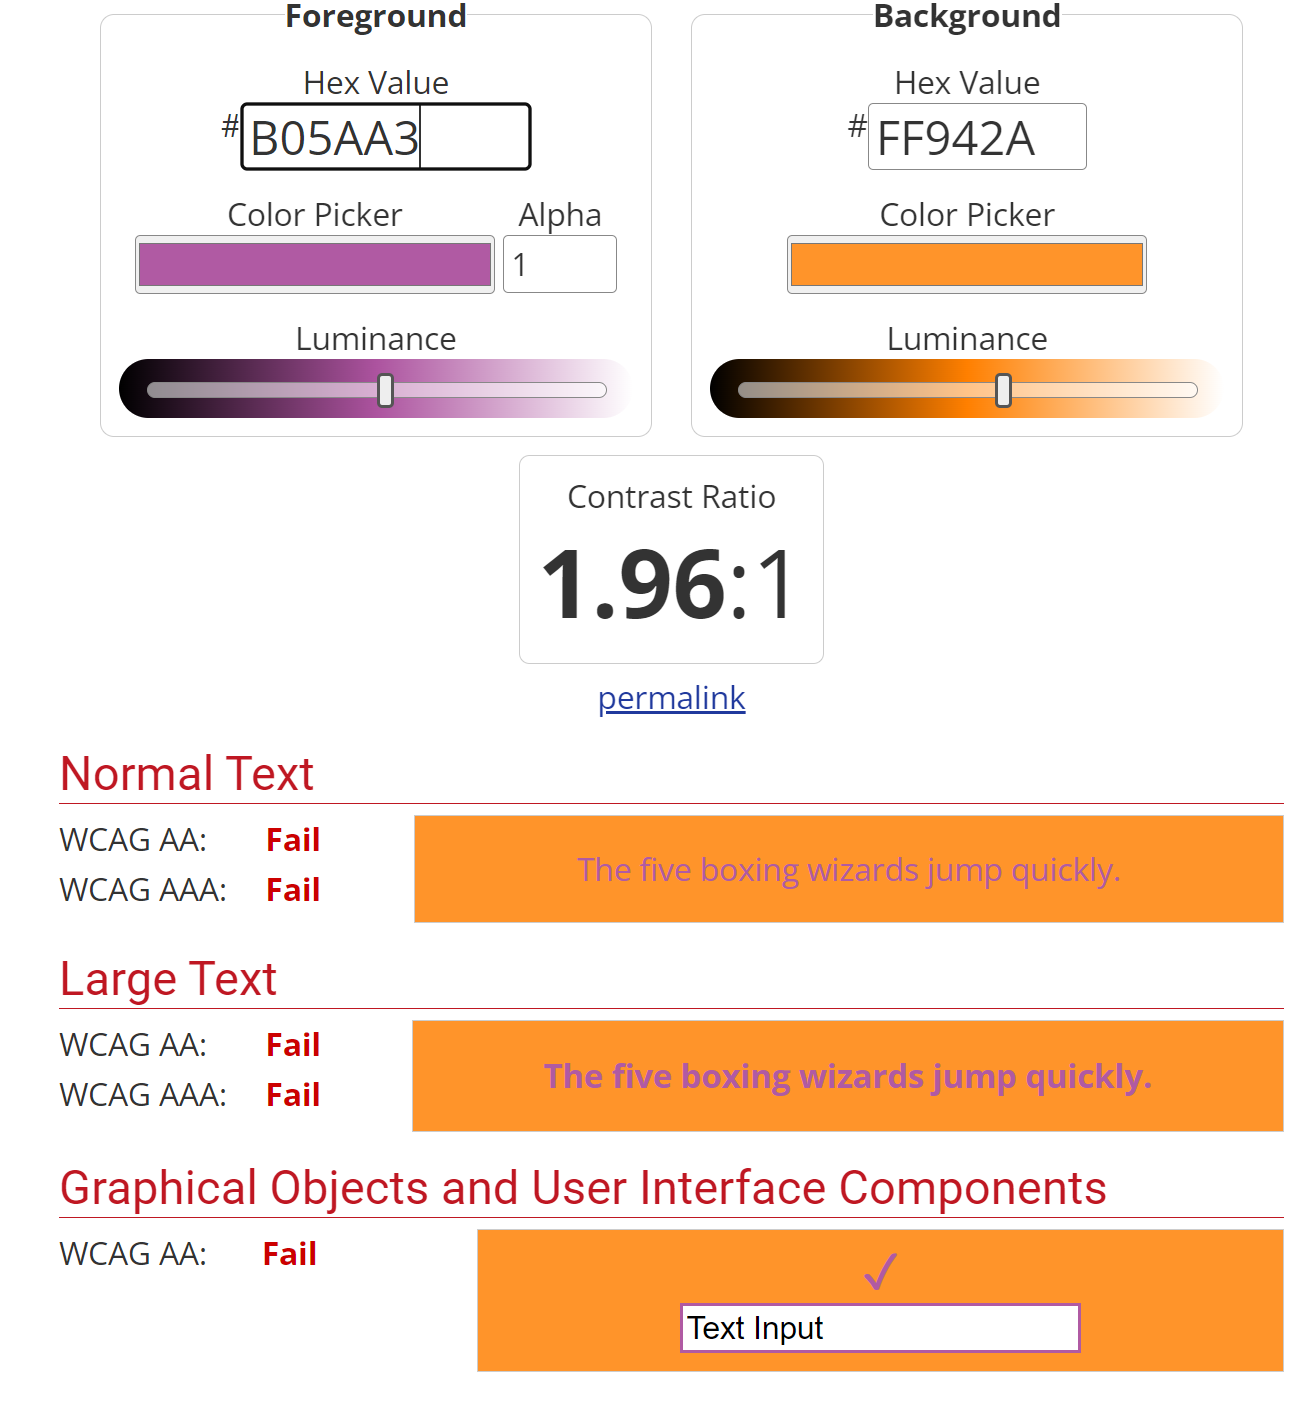 Foreground
Hex Value
# B05AA3
Color Picker Alpha
1
Luminance
Background
Hex Value
# FF942A
Color Picker
Luminance
Contrast Ratio
1.96:1
permalink
Normal Text
WCAG AA: Fail
WCAG AAA: Fail
The five boxing wizards jump quickly.
Large Text
WCAG AA: Fail
WCAG AAA: Fail
The five boxing wizards jump quickly.
Graphical Objects and User Interface Components
WCAG AA: Fail
✓
Text Input